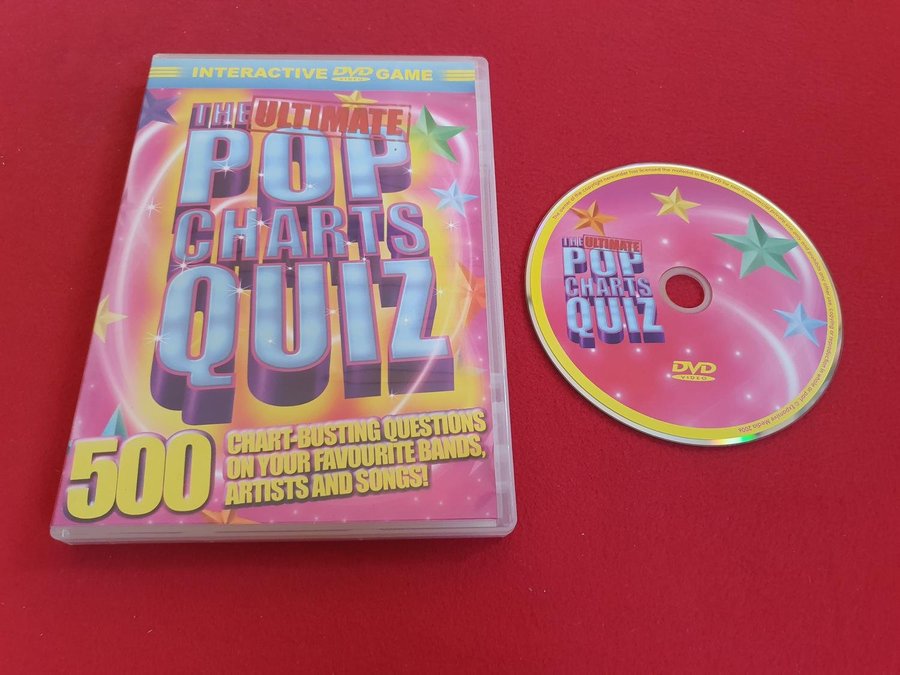 INTERACTIVE DVD VIDEO GAME
THE ULTIMATE
POP
CHARTS
QUIZ
500
CHART-BUSTING QUESTIONS
ON YOUR FAVOURITE BANDS,
ARTISTS AND SONGS!
THE ULTIMATE
POP
CHARTS
QUIZ
DVD
VIDEO